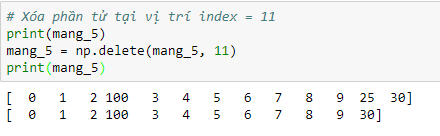 # Xóa phần tử tại vị trí index = 11
print(mang_5)
mang_5 = np.delete(mang_5, 11)
print(mang_5)
[  0   1   2 100   3   4   5   6   7   8   9  25  30]
[  0   1   2 100   3   4   5   6   7   8   9  30]